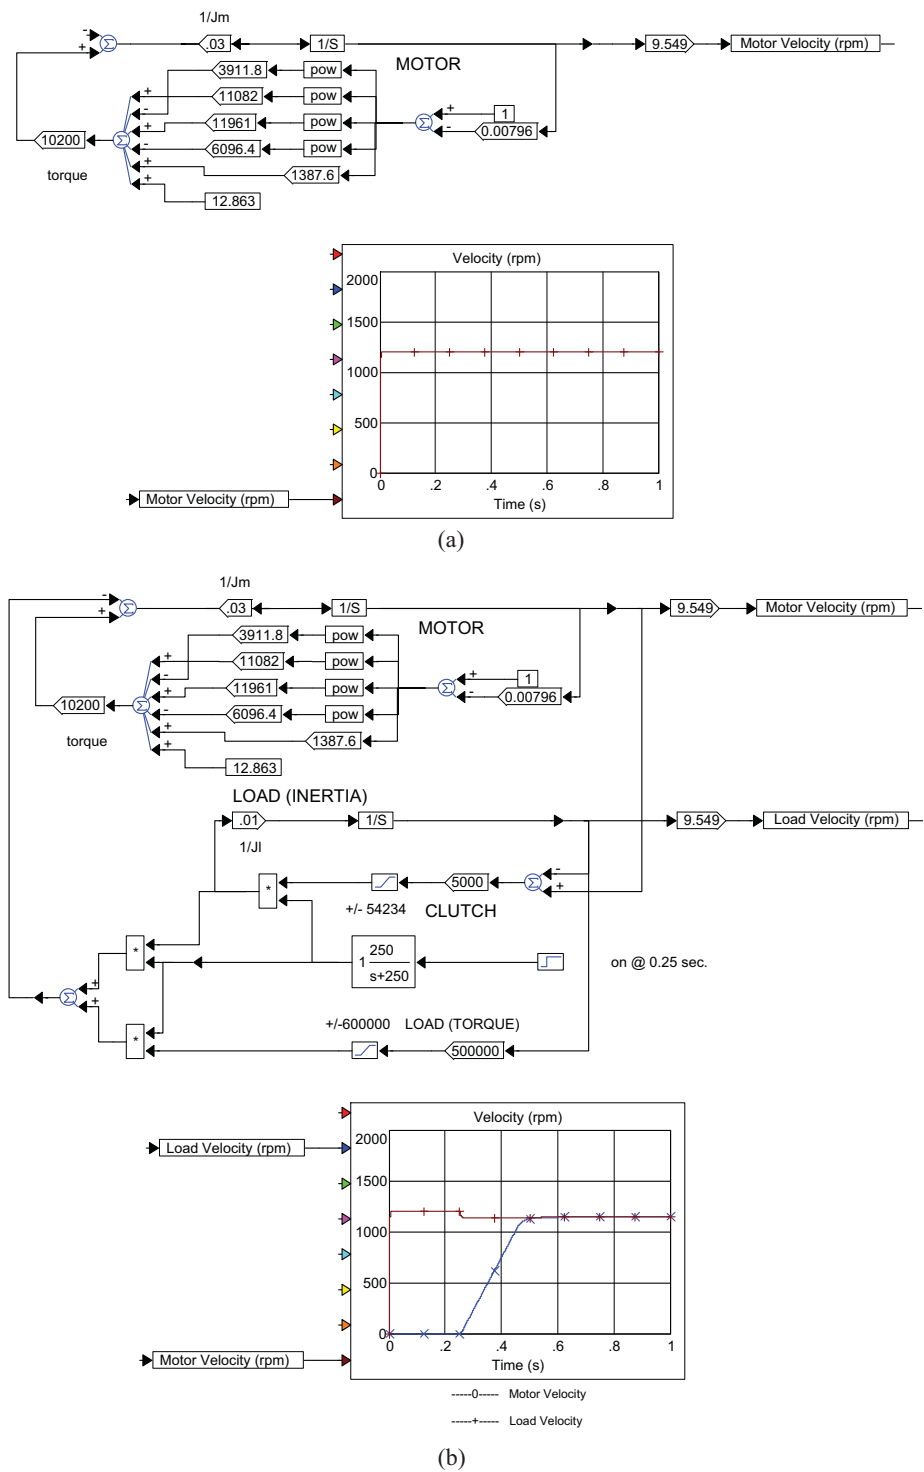 1/Jm
-
+
.03
1/S
9.549
Motor Velocity (rpm)
MOTOR
3911.8
pow
+
11082
pow
-
+
1
+
11961
pow
-
0.00796
10200
-
6096.4
pow
+
1387.6
torque
+
12.863
Velocity (rpm)
2000
1500
1000
500
0
0 .2 .4 .6 .8 1
Time (s)
Motor Velocity (rpm)
(a)
1/Jm
-
+
.03
1/S
9.549
Motor Velocity (rpm)
MOTOR
3911.8
pow
+
11082
pow
-
+
1
+
11961
pow
-
0.00796
10200
-
6096.4
pow
+
1387.6
torque
+
12.863
LOAD (INERTIA)
.01
1/S
9.549
Load Velocity (rpm)
1/Jl
-
*
5000
+
+/- 54234
CLUTCH
*
1 250
s+250
on @ 0.25 sec.
+
+
+/-600000
LOAD (TORQUE)
*
500000
Velocity (rpm)
Load Velocity (rpm)
2000
1500
1000
500
0
0 .2 .4 .6 .8 1
Time (s)
Motor Velocity (rpm)
-----0----- Motor Velocity
-----+----- Load Velocity
(b)